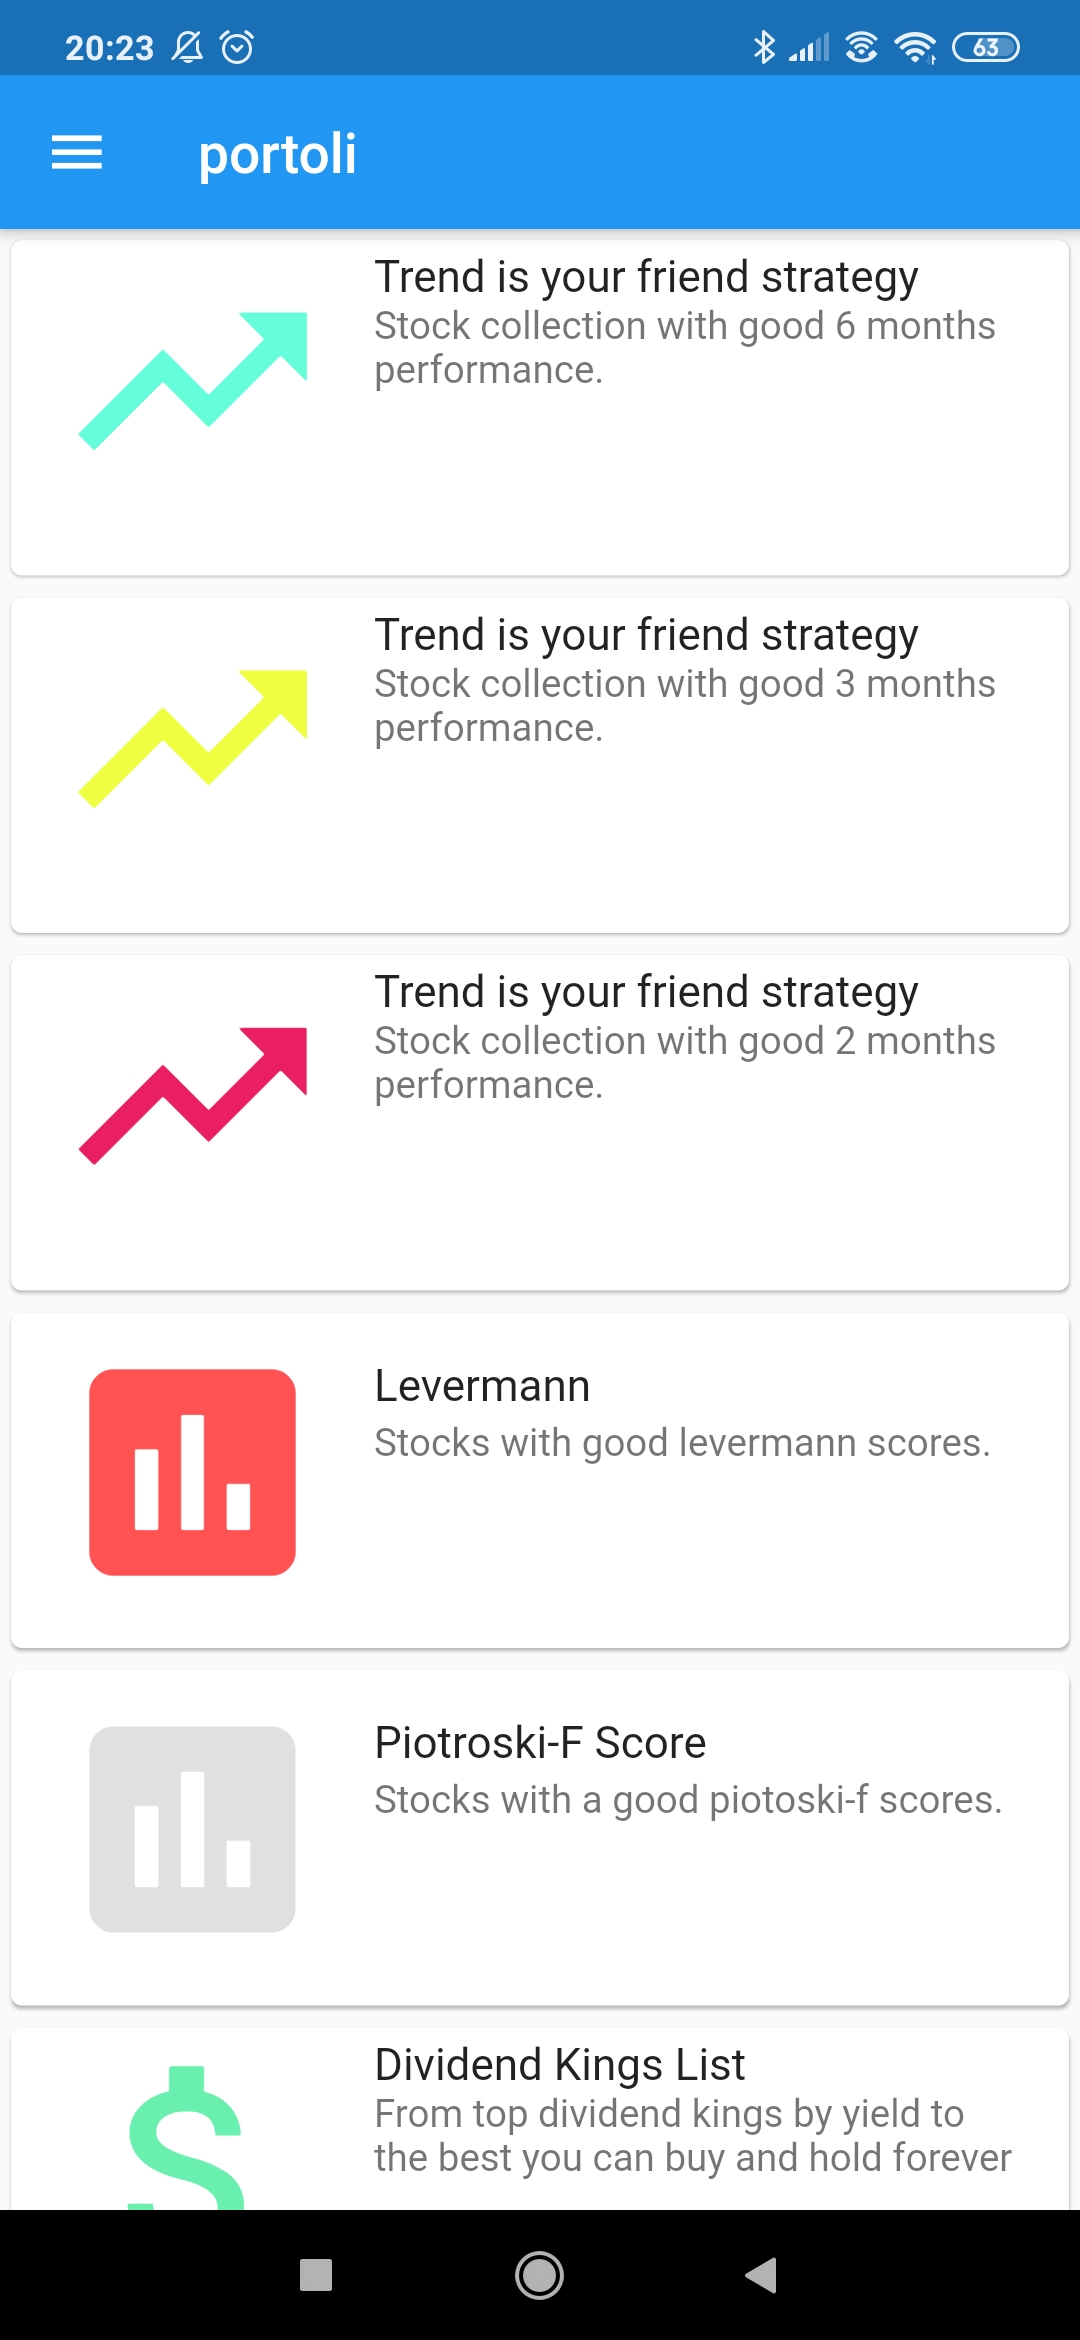 20:23
63
portoli
Trend is your friend strategy
Stock collection with good 6 months
performance.
Trend is your friend strategy
Stock collection with good 3 months
performance.
Trend is your friend strategy
Stock collection with good 2 months
performance.
Levermann
Stocks with good levermann scores.
Piotroski-F Score
Stocks with a good piotoski-f scores.
Dividend Kings List
From top dividend kings by yield to
the best you can buy and hold forever